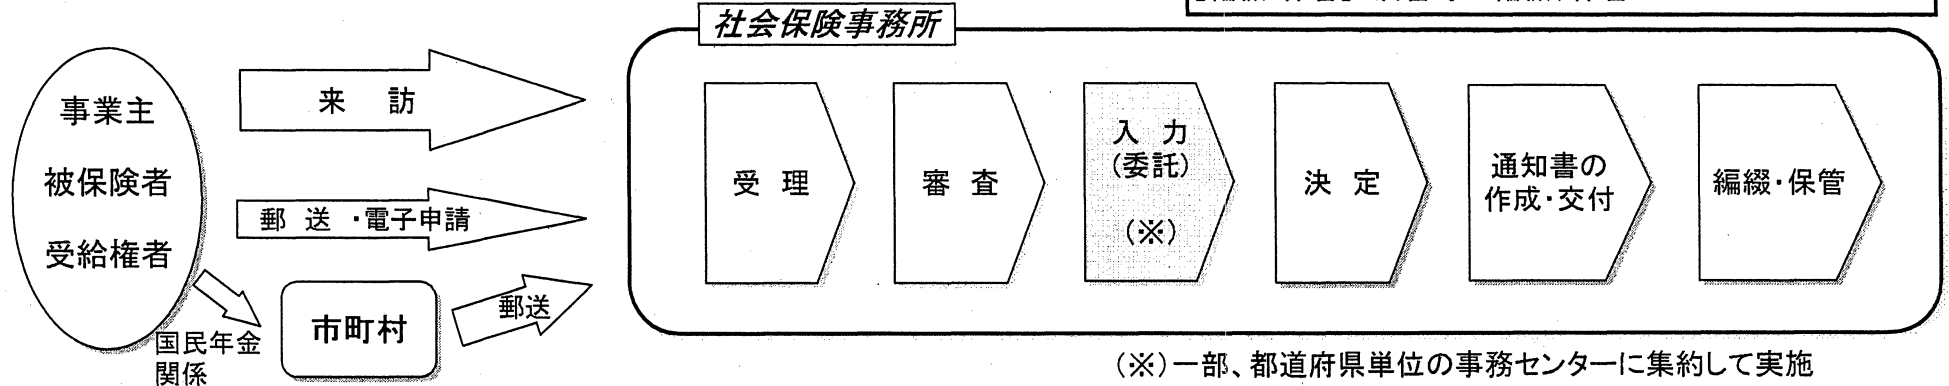 社会保険事務所
事業主
被保険者
受給権者
来 訪
郵 送 ・電子申請
国民年金
関係
市町村
郵送
受 理
審 査
入 力
(委託)
(※)
決 定
通知書の
作成・交付
編綴・保管
(※)一部、都道府県単位の事務センターに集約して実施